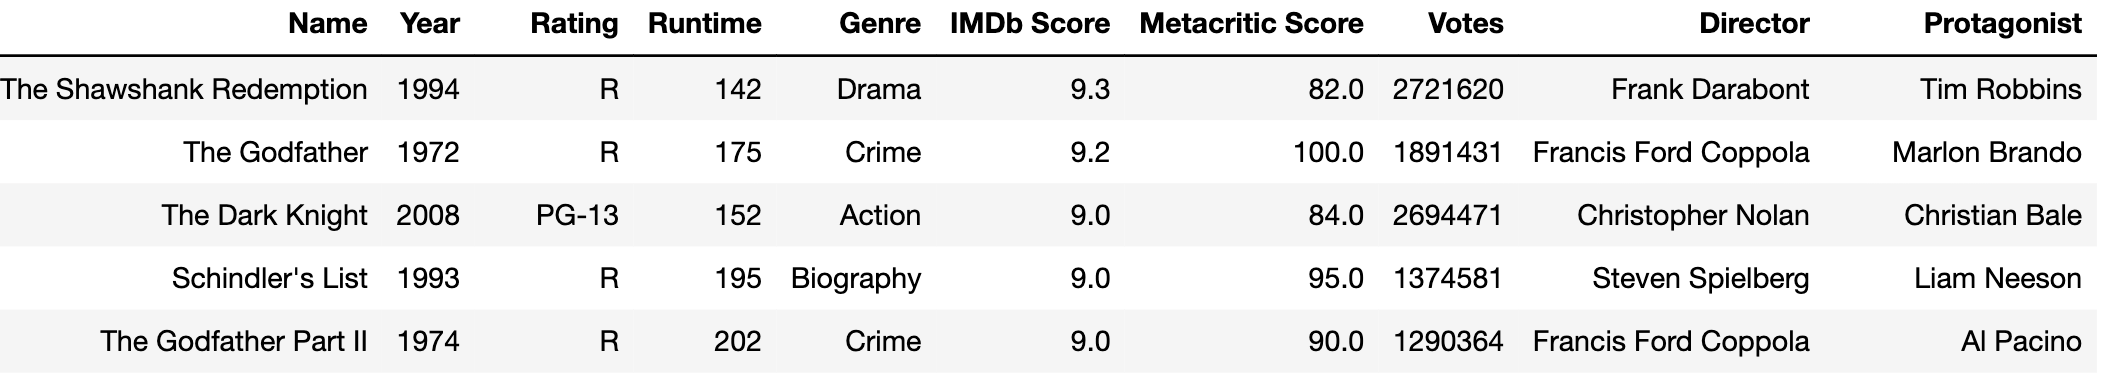 Name Year Rating Runtime Genre IMDb Score Metacritic Score Votes Director Protagonist
The Shawshank Redemption 1994 R 142 Drama 9.3 82.0 2721620 Frank Darabont Tim Robbins
The Godfather 1972 R 175 Crime 9.2 100.0 1891431 Francis Ford Coppola Marlon Brando
The Dark Knight 2008 PG-13 152 Action 9.0 84.0 2694471 Christopher Nolan Christian Bale
Schindler's List 1993 R 195 Biography 9.0 95.0 1374581 Steven Spielberg Liam Neeson
The Godfather Part II 1974 R 202 Crime 9.0 90.0 1290364 Francis Ford Coppola Al Pacino